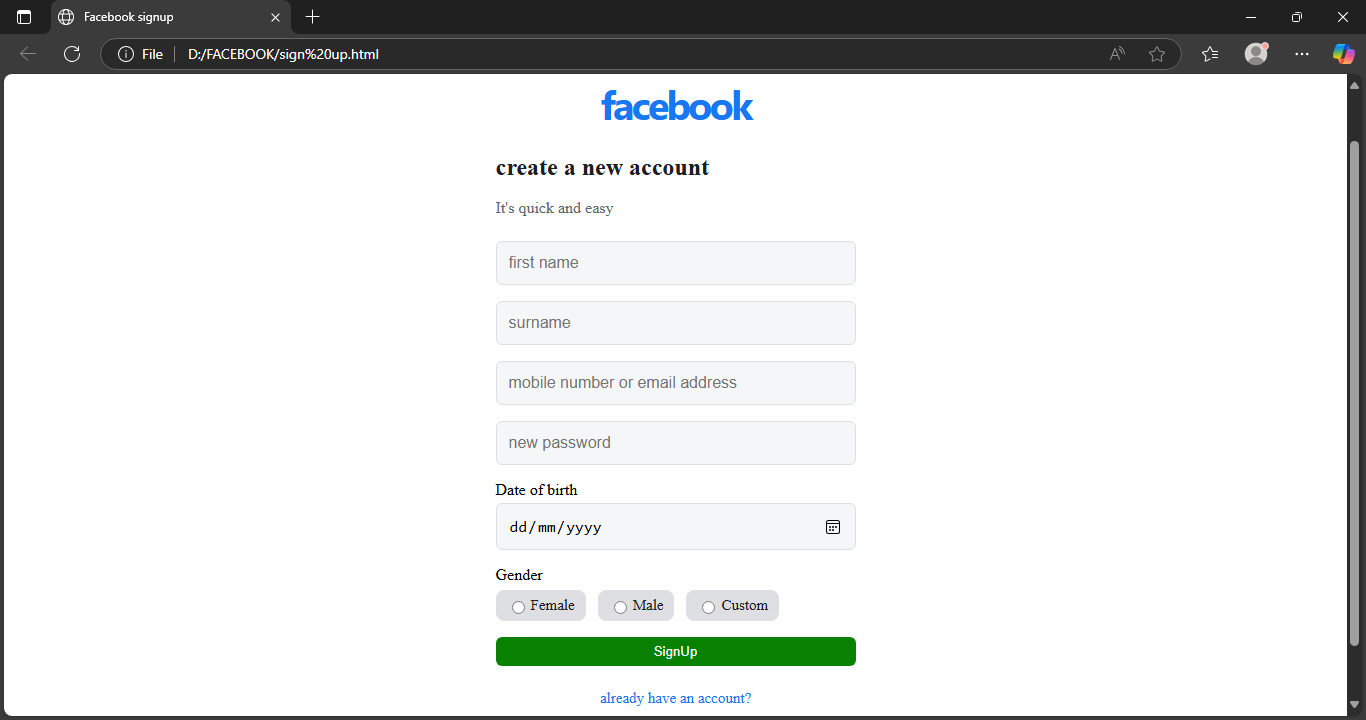 Facebook signup
File D:/FACEBOOK/sign%20up.html
facebook
create a new account
It's quick and easy
first name
surname
mobile number or email address
new password
Date of birth
dd/mm/yyyy
Gender
Female Male Custom
SignUp
already have an account?